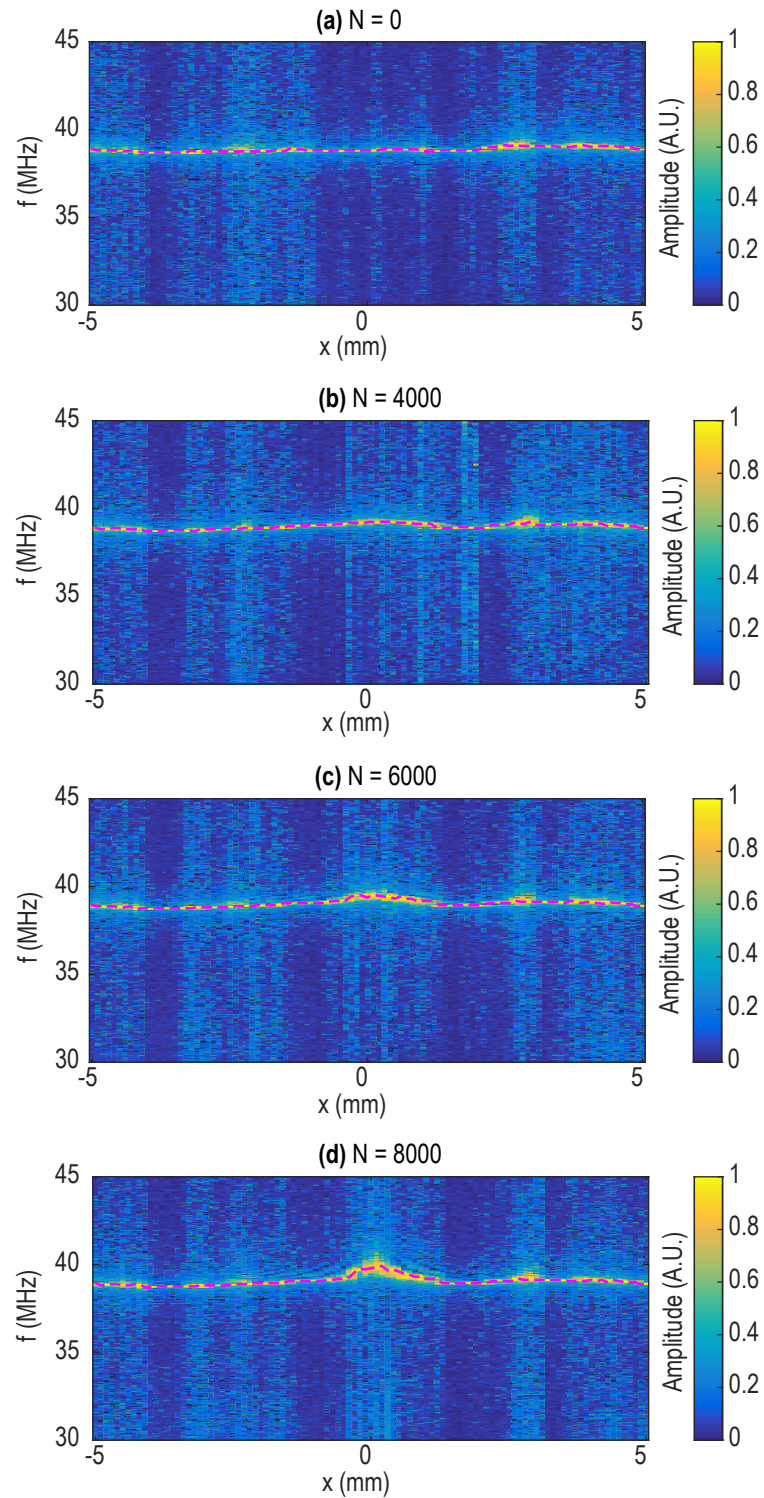 (a) N = 0
45
40
35
30
f (MHz)
-5 0 5
x (mm)
1
0.8
0.6
0.4
0.2
0
Amplitude (A.U.)
(b) N = 4000
45
40
35
30
f (MHz)
-5 0 5
x (mm)
1
0.8
0.6
0.4
0.2
0
Amplitude (A.U.)
(c) N = 6000
45
40
35
30
f (MHz)
-5 0 5
x (mm)
1
0.8
0.6
0.4
0.2
0
Amplitude (A.U.)
(d) N = 8000
45
40
35
30
f (MHz)
-5 0 5
x (mm)
1
0.8
0.6
0.4
0.2
0
Amplitude (A.U.)